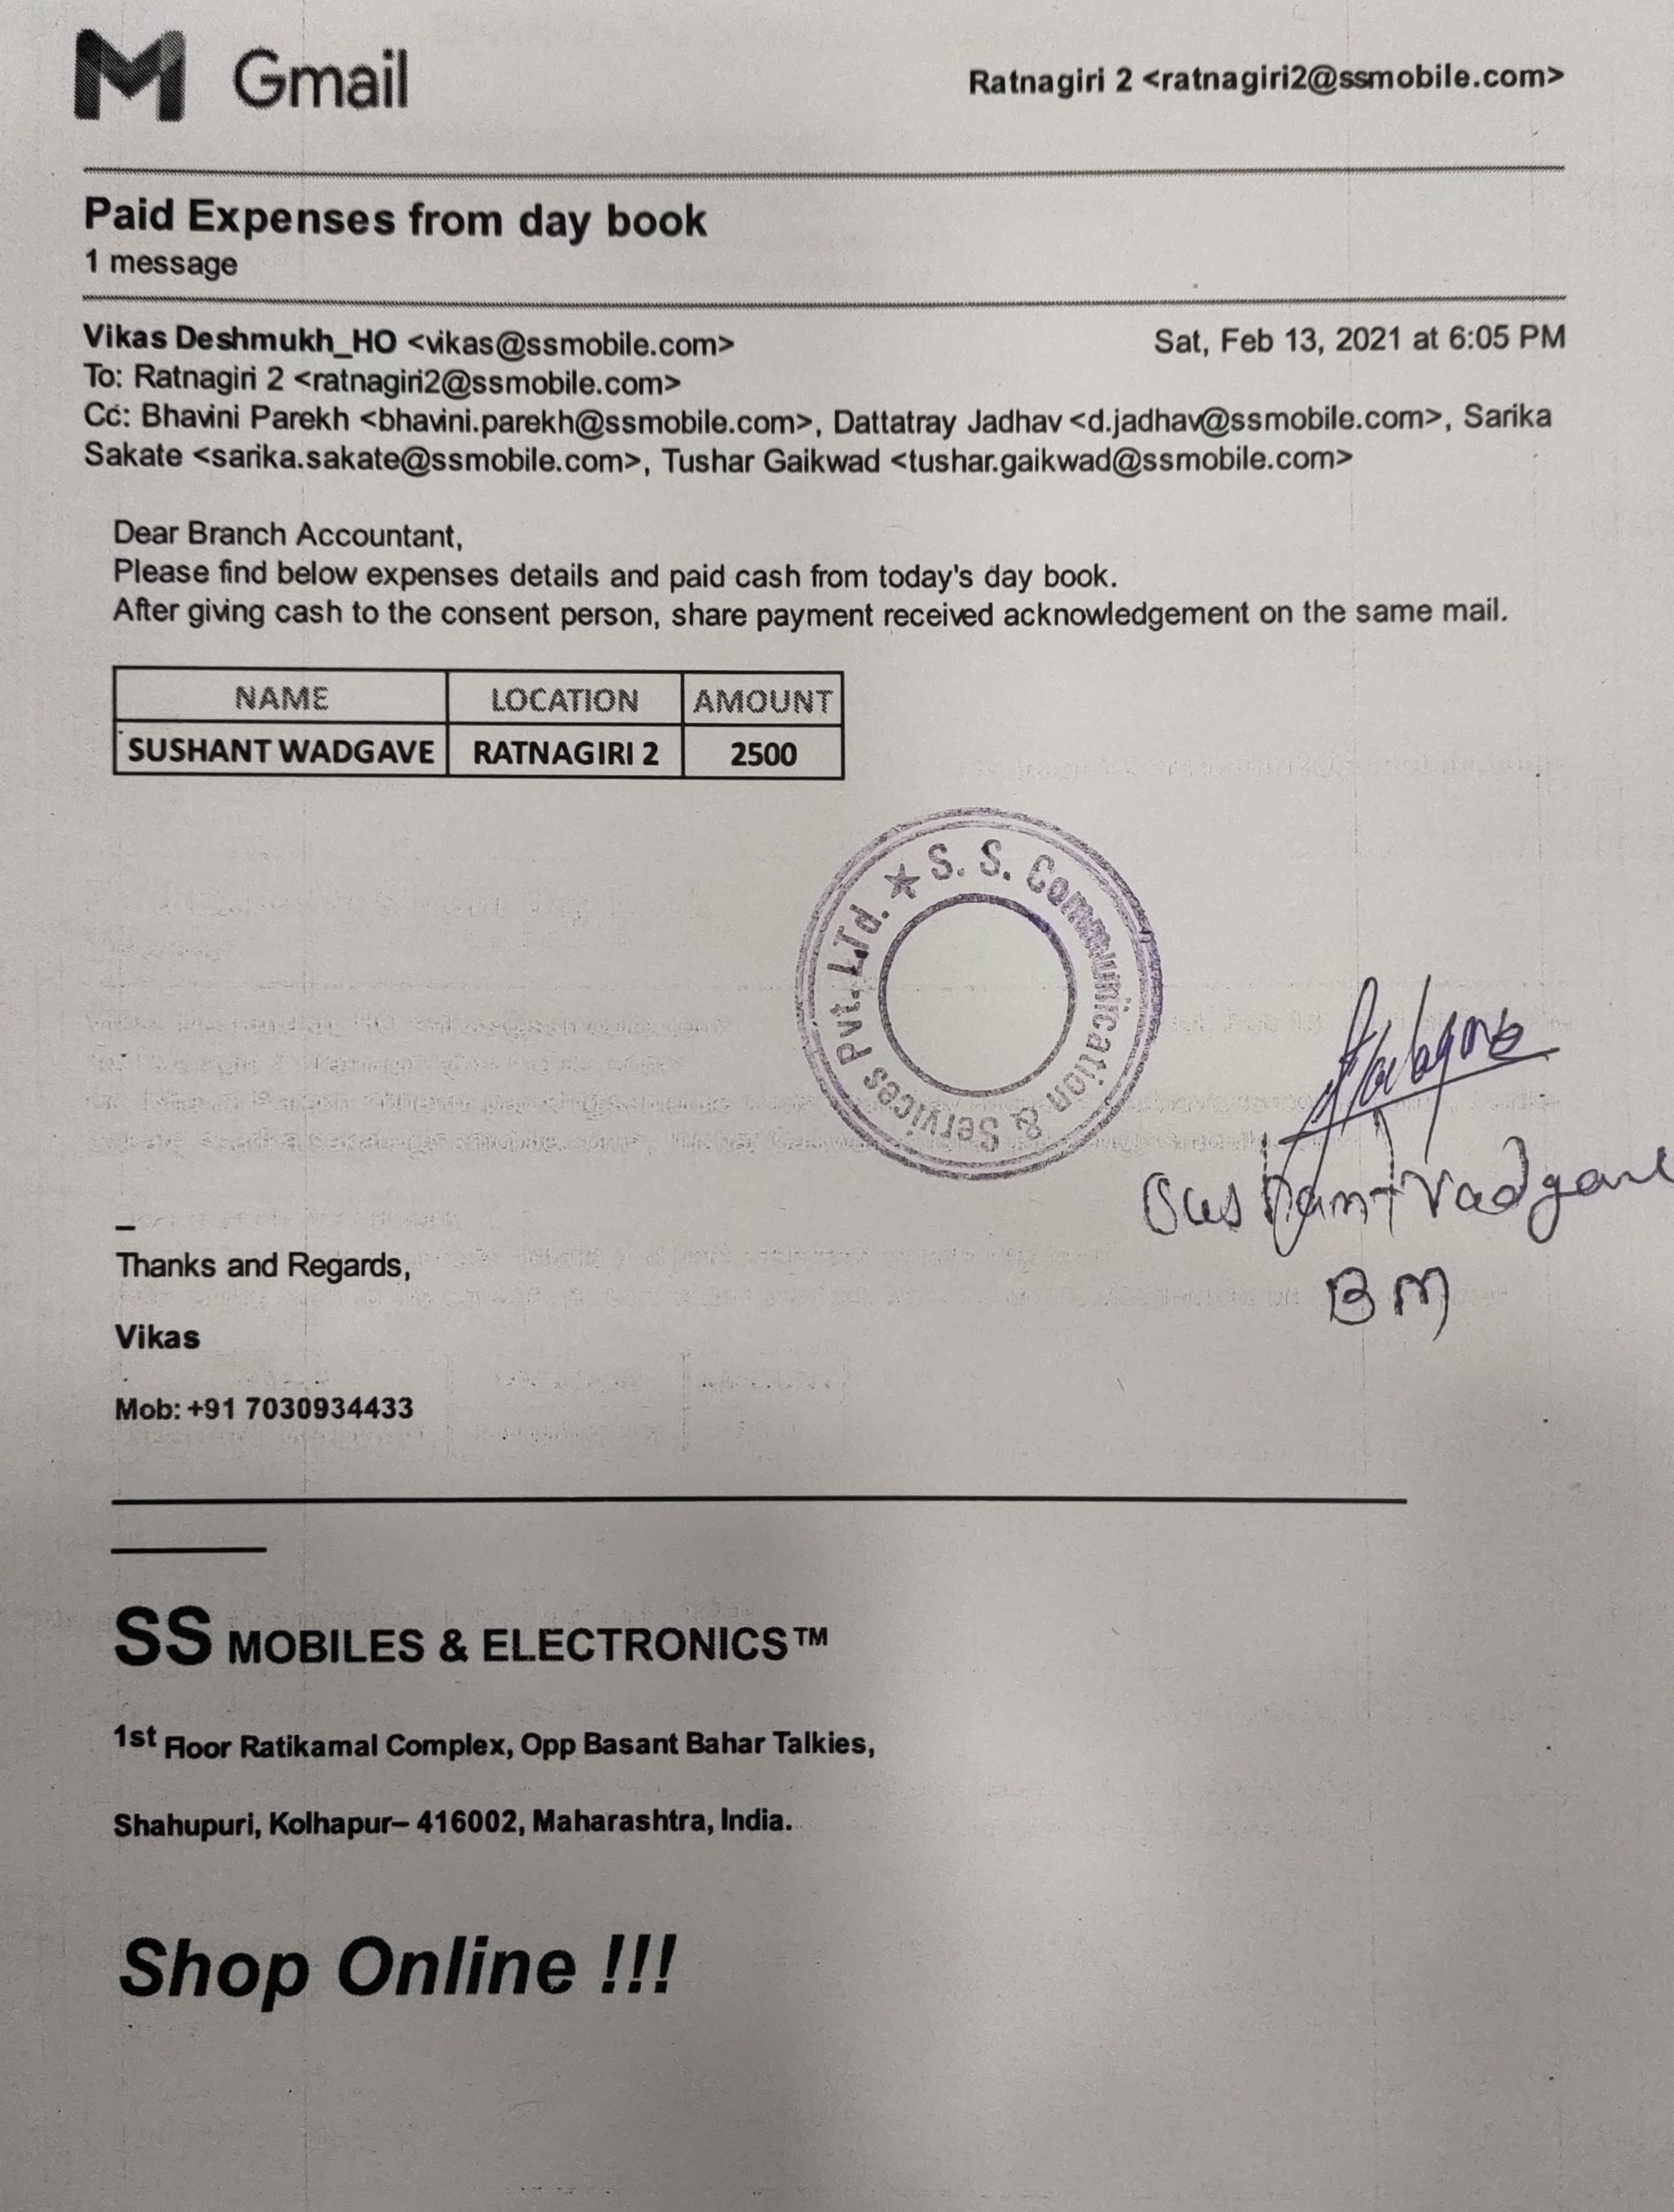 M Gmail
Ratnagiri 2 <ratnagiri2@ssmobile.com>
Paid Expenses from day book
1 message
Vikas Deshmukh_HO <vikas@ssmobile.com>
Sat, Feb 13, 2021 at 6:05 PM
To: Ratnagiri 2 <ratnagiri2@ssmobile.com>
Cc: Bhavini Parekh <bhavini.parekh@ssmobile.com>, Dattatray Jadhav <d.jadhav@ssmobile.com>, Sarika
Sakate <sarika.sakate@ssmobile.com>, Tushar Gaikwad <tushar.gaikwad@ssmobile.com>
Dear Branch Accountant,
Please find below expenses details and paid cash from today's day book.
After giving cash to the consent person, share payment received acknowledgement on the same mail.
NAME LOCATION AMOUNT
SUSHANT WADGAVE RATNAGIRI 2 2500
★ S. S. Communication & Services Pvt. LTd.
Sushant Vadgave
BM
--
Thanks and Regards,
Vikas
Mob: +91 7030934433
SS MOBILES & ELECTRONICS™
1st Floor Ratikamal Complex, Opp Basant Bahar Talkies,
Shahupuri, Kolhapur– 416002, Maharashtra, India.
Shop Online !!!